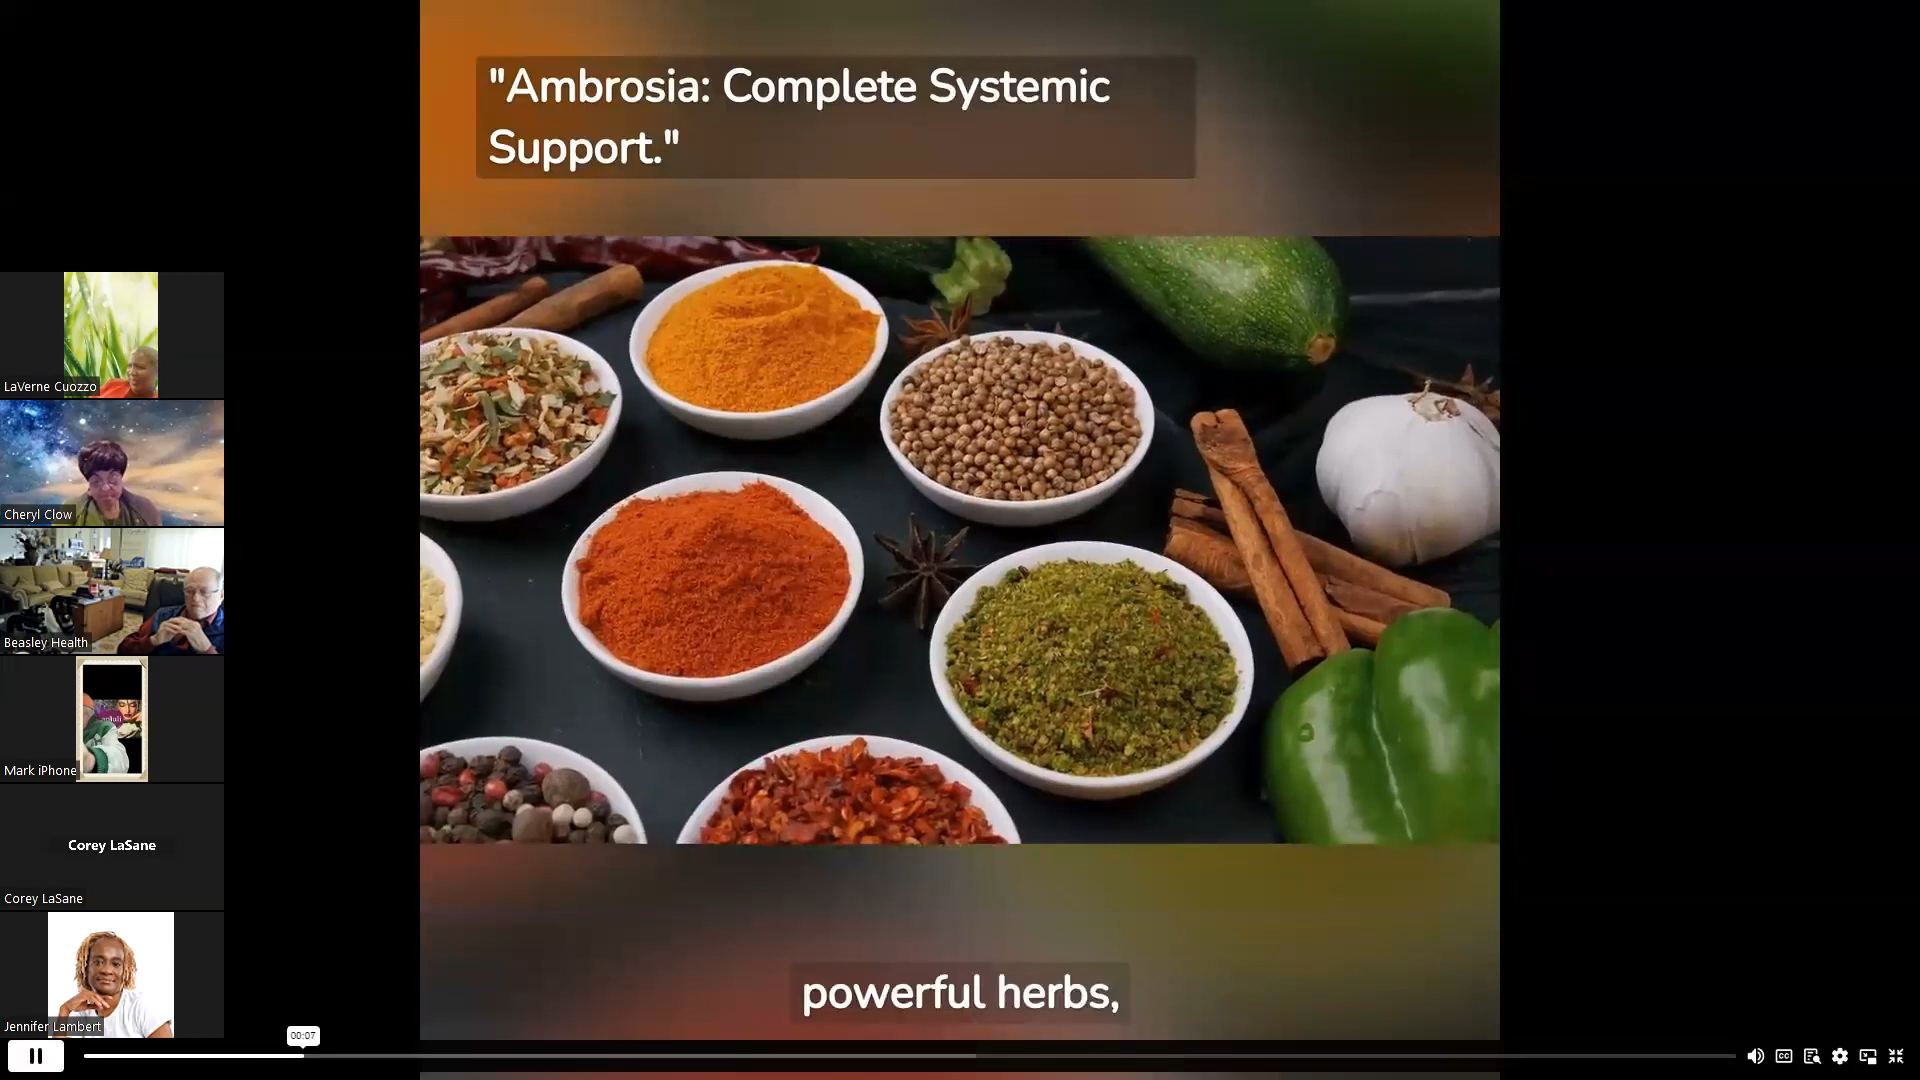 "Ambrosia: Complete Systemic
Support."
LaVerne Cuozzo
Cheryl Clow
Beasley Health
Mark iPhone
Corey LaSane
Corey LaSane
Jennifer Lambert
powerful herbs,
00:07
CC